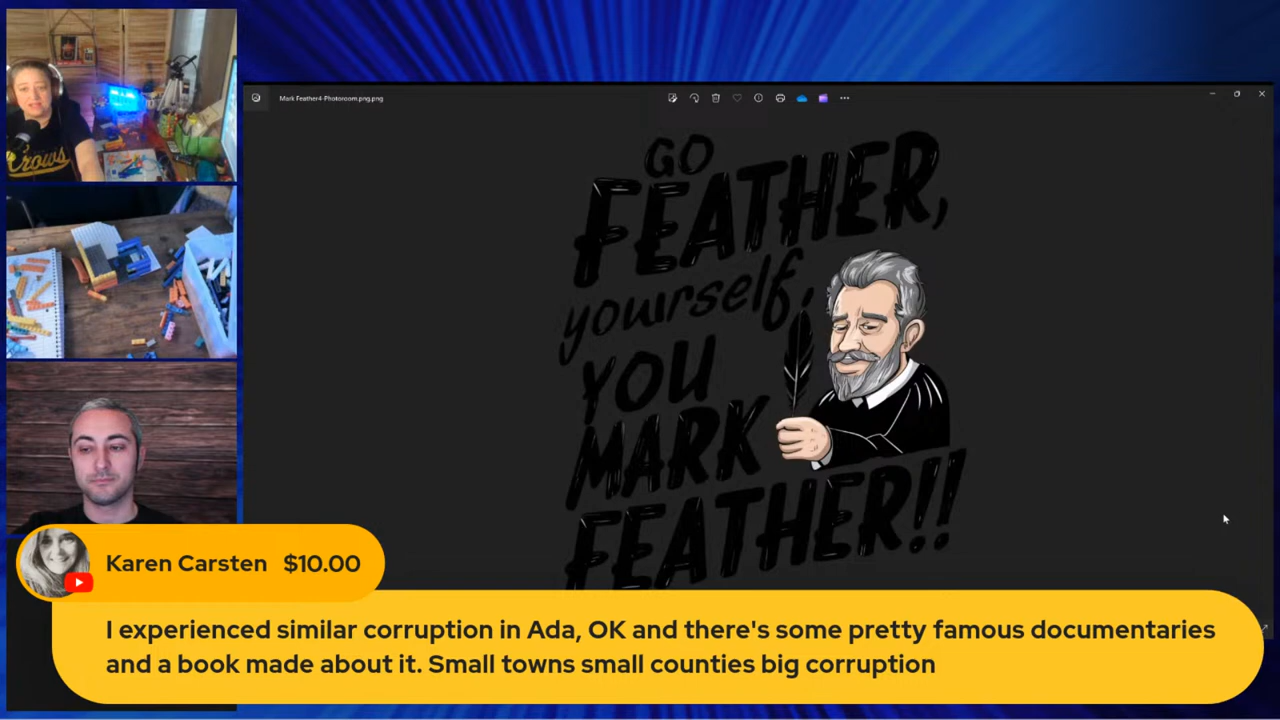 Crows
Mark Feather4-Photoroom.png.png
GO
FEATHER,
yourself,
YOU
MARK
FEATHER!!
Karen Carsten $10.00
I experienced similar corruption in Ada, OK and there's some pretty famous documentaries
and a book made about it. Small towns small counties big corruption